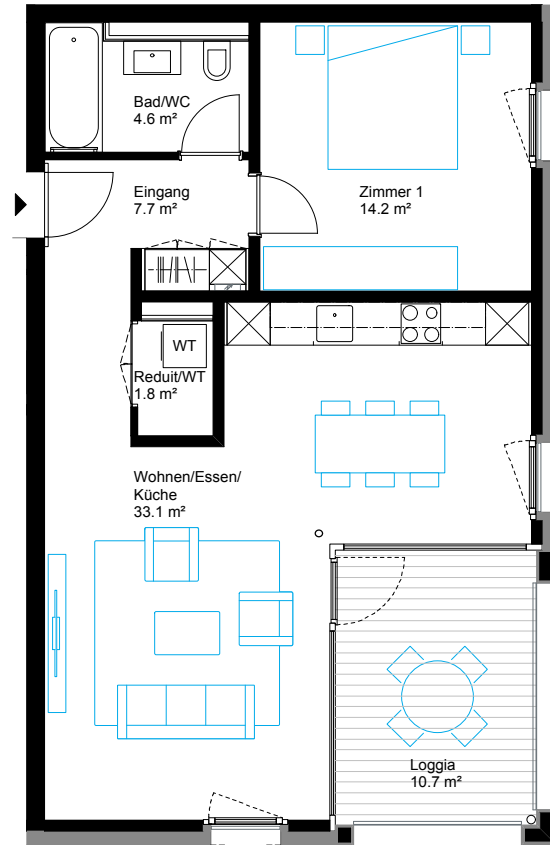 Bad/WC
4.6 m²
Eingang
7.7 m²
Zimmer 1
14.2 m²
WT
Reduit/WT
1.8 m²
Wohnen/Essen/
Küche
33.1 m²
Loggia
10.7 m²